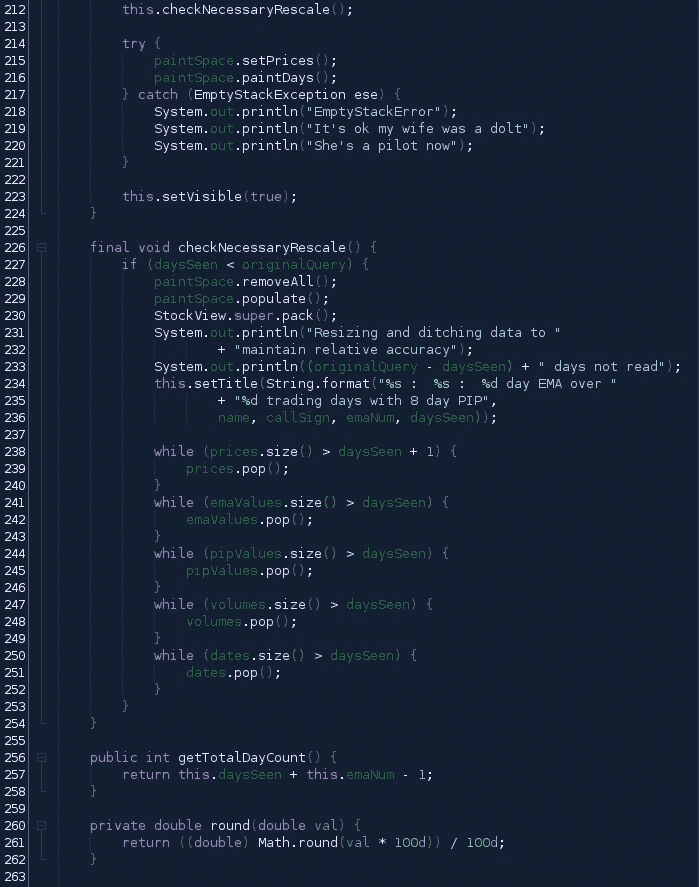 212 this.checkNecessaryRescale();
213
214 try {
215 paintSpace.setPrices();
216 paintSpace.paintDays();
217 } catch (EmptyStackException ese) {
218 System.out.println("EmptyStackError");
219 System.out.println("It's ok my wife was a dolt");
220 System.out.println("She's a pilot now");
221 }
222
223 this.setVisible(true);
224 }
225
226 final void checkNecessaryRescale() {
227 if (daysSeen < originalQuery) {
228 paintSpace.removeAll();
229 paintSpace.populate();
230 StockView.super.pack();
231 System.out.println("Resizing and ditching data to "
232 + "maintain relative accuracy");
233 System.out.println((originalQuery - daysSeen) + " days not read");
234 this.setTitle(String.format("%s :  %s :  %d day EMA over "
235 + "%d trading days with 8 day PIP",
236 name, callSign, emaNum, daysSeen));
237
238 while (prices.size() > daysSeen + 1) {
239 prices.pop();
240 }
241 while (emaValues.size() > daysSeen) {
242 emaValues.pop();
243 }
244 while (pipValues.size() > daysSeen) {
245 pipValues.pop();
246 }
247 while (volumes.size() > daysSeen) {
248 volumes.pop();
249 }
250 while (dates.size() > daysSeen) {
251 dates.pop();
252 }
253 }
254 }
255
256 public int getTotalDayCount() {
257 return this.daysSeen + this.emaNum - 1;
258 }
259
260 private double round(double val) {
261 return ((double) Math.round(val * 100d)) / 100d;
262 }
263